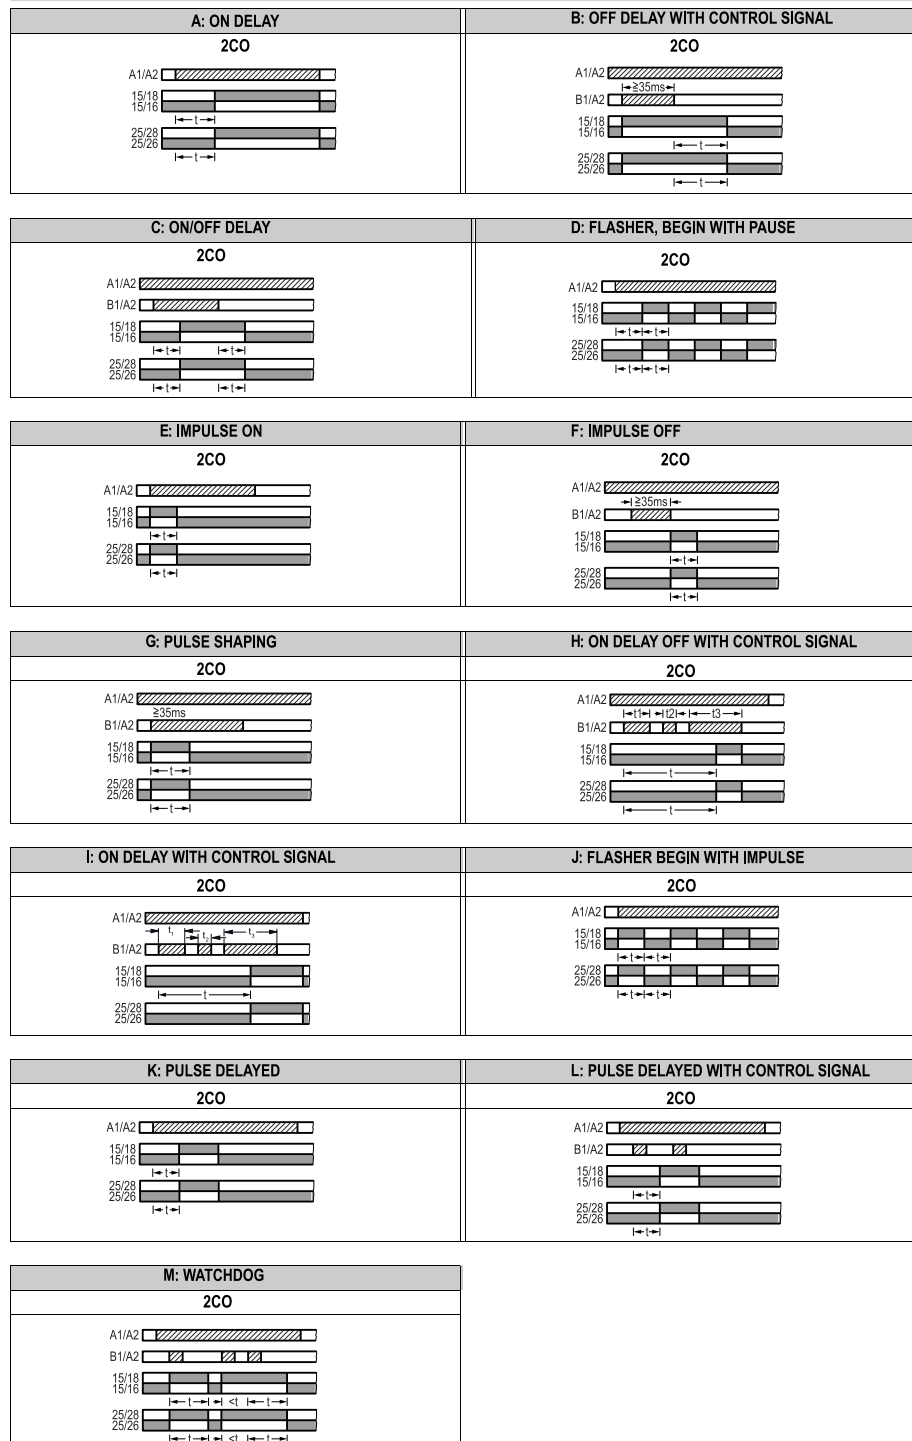 A: ON DELAY
2CO
A1/A2
15/18
15/16
t
25/28
25/26
t
B: OFF DELAY WITH CONTROL SIGNAL
2CO
A1/A2
≧35ms
B1/A2
15/18
15/16
t
25/28
25/26
t
C: ON/OFF DELAY
2CO
A1/A2
B1/A2
15/18
15/16
t t
25/28
25/26
t t
D: FLASHER, BEGIN WITH PAUSE
2CO
A1/A2
15/18
15/16
t t
25/28
25/26
t t
E: IMPULSE ON
2CO
A1/A2
15/18
15/16
t
25/28
25/26
t
F: IMPULSE OFF
2CO
A1/A2
≧35ms
B1/A2
15/18
15/16
t
25/28
25/26
t
G: PULSE SHAPING
2CO
A1/A2
≧35ms
B1/A2
15/18
15/16
t
25/28
25/26
t
H: ON DELAY OFF WITH CONTROL SIGNAL
2CO
A1/A2
t1 t2 t3
B1/A2
15/18
15/16
t
25/28
25/26
t
I: ON DELAY WITH CONTROL SIGNAL
2CO
A1/A2
t₁ t₂ t₃
B1/A2
15/18
15/16
t
25/28
25/26
J: FLASHER BEGIN WITH IMPULSE
2CO
A1/A2
15/18
15/16
t t
25/28
25/26
t t
K: PULSE DELAYED
2CO
A1/A2
15/18
15/16
t
25/28
25/26
t
L: PULSE DELAYED WITH CONTROL SIGNAL
2CO
A1/A2
B1/A2
15/18
15/16
t
25/28
25/26
t
M: WATCHDOG
2CO
A1/A2
B1/A2
15/18
15/16
t <t t
25/28
25/26
t <t t